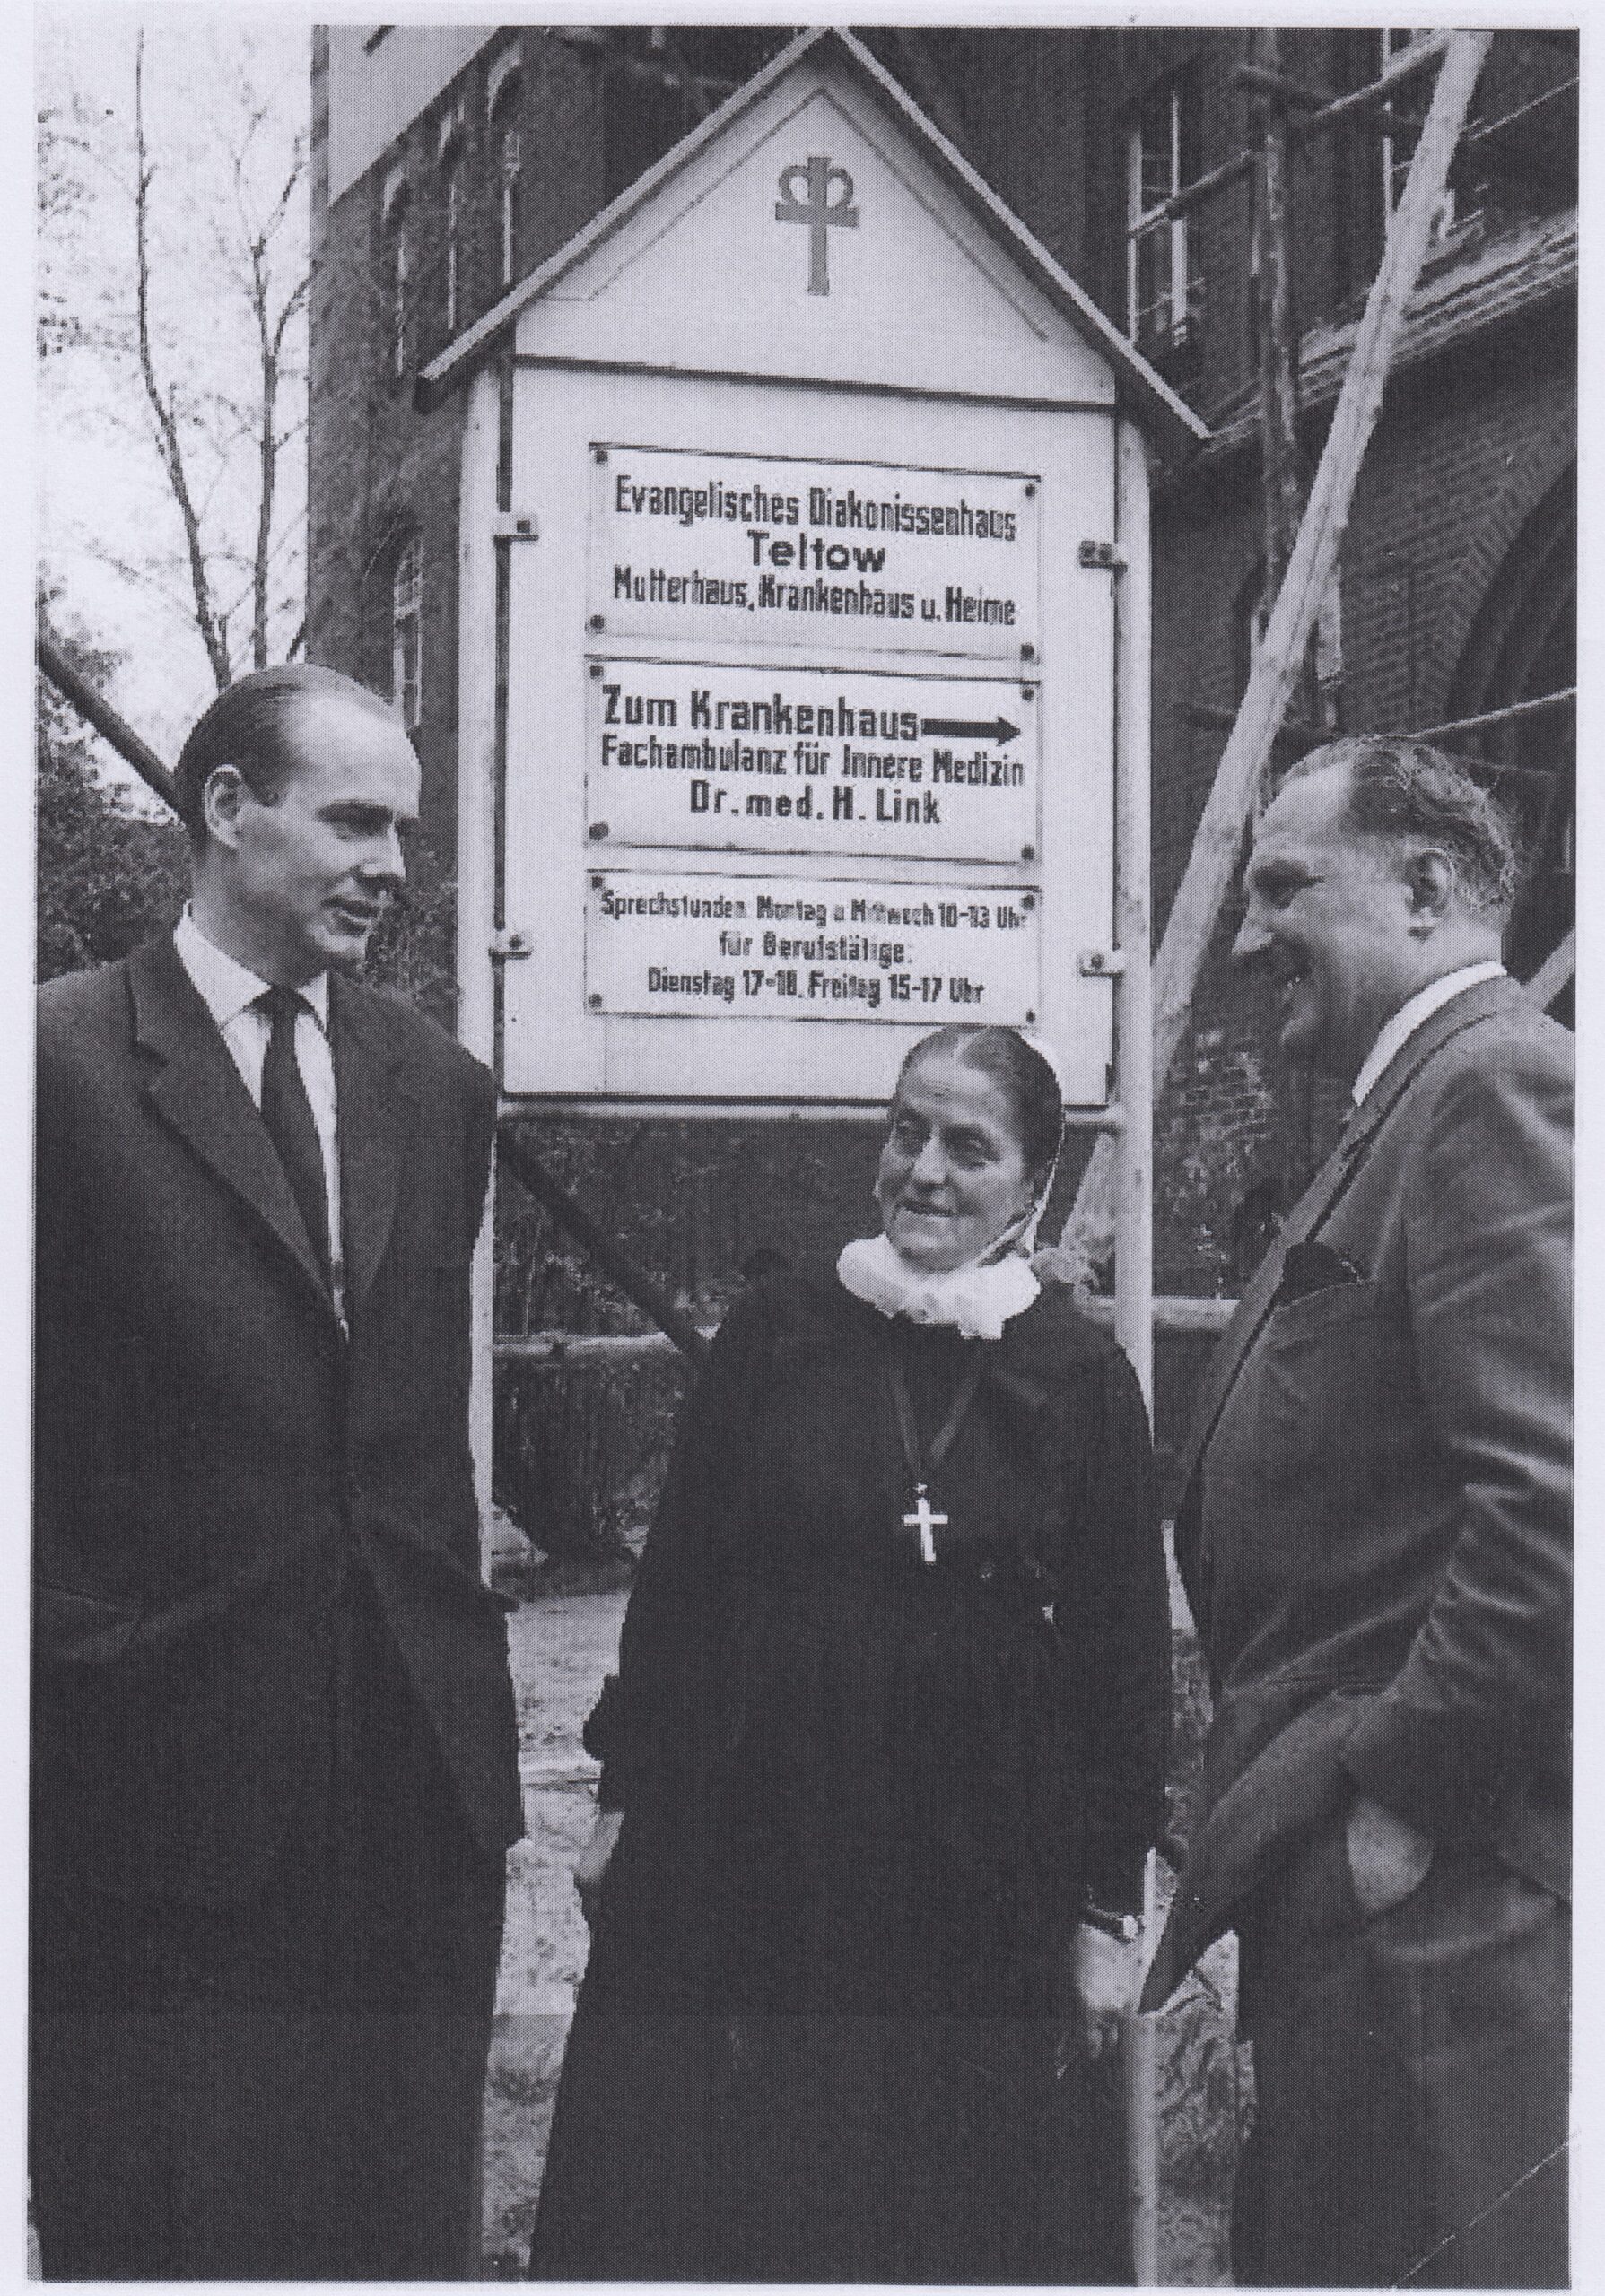 Evangelisches Diakonissenhaus
Teltow
Mutterhaus, Krankenhaus u. Heime
Zum Krankenhaus
Fachambulanz für Innere Medizin
Dr. med. H. Link
Sprechstunden Montag u Mittwoch 10-13 Uhr
für Berufstätige:
Dienstag 17-18, Freitag 15-17 Uhr